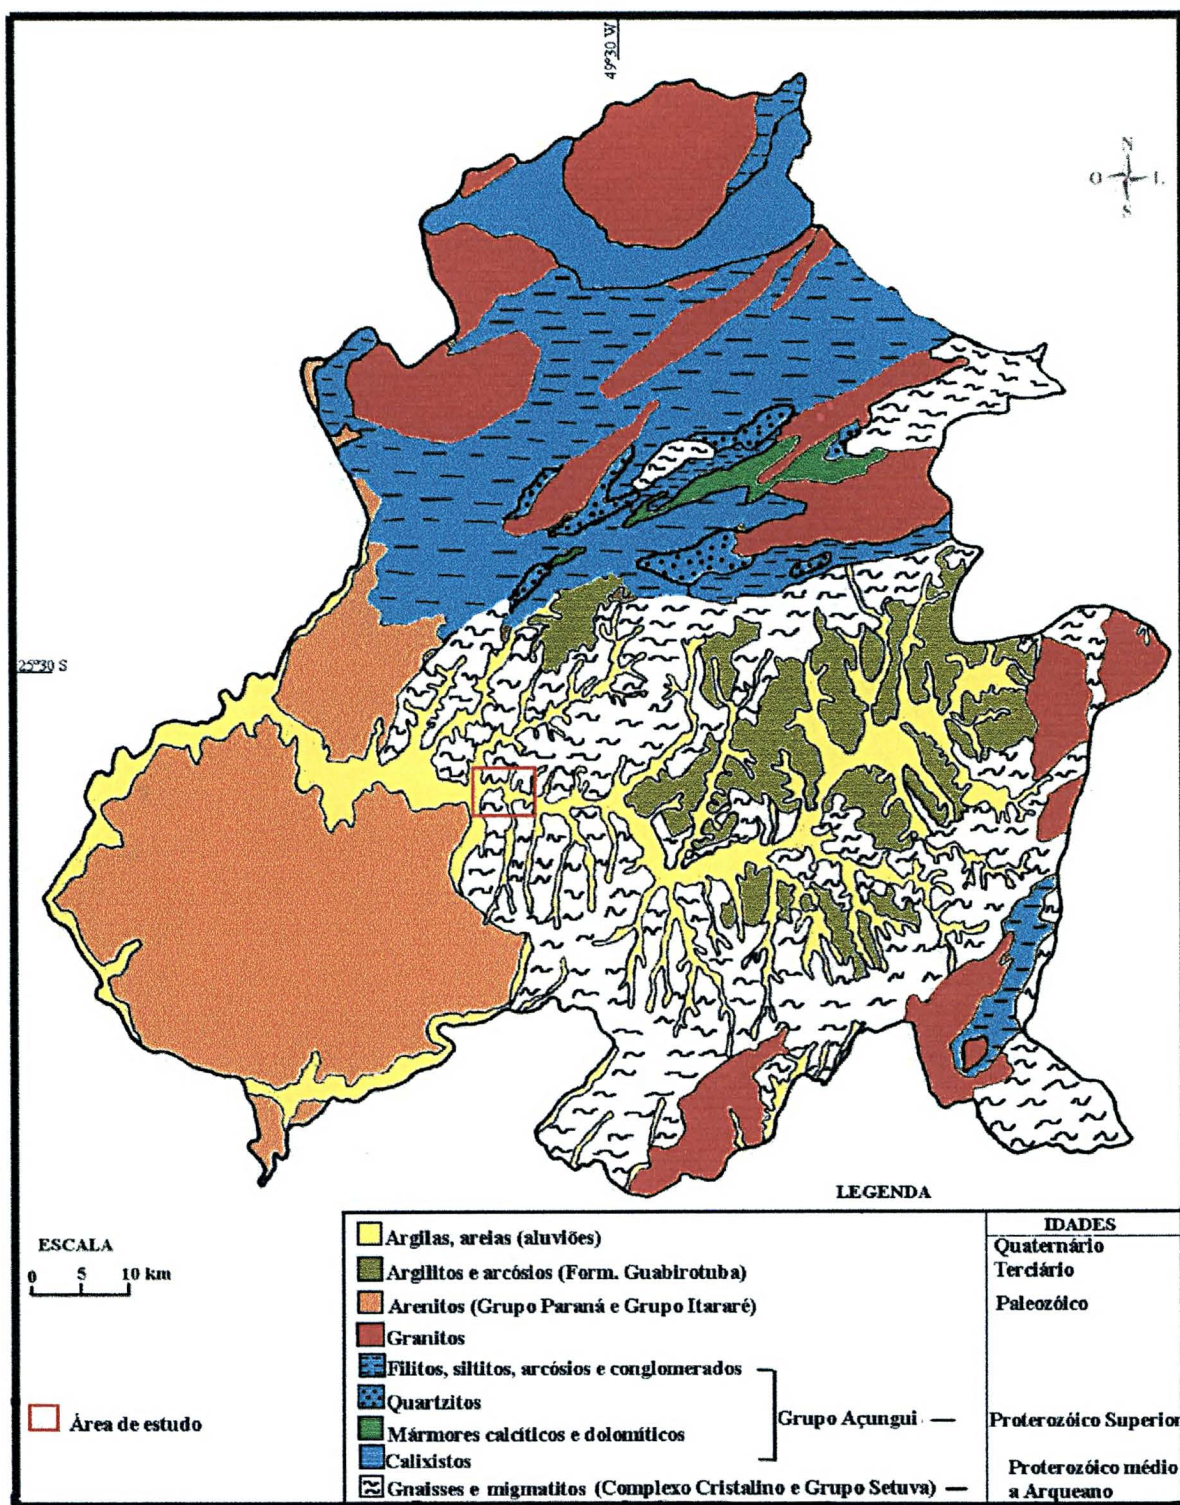 49°30 W
N
O L
S
25°30 S
LEGENDA
ESCALA
0 5 10 km
Área de estudo
Argilas, areias (aluviões)
Argilitos e arcósios (Form. Guabirotuba)
Arenitos (Grupo Paraná e Grupo Itararé)
Granitos
Filitos, siltitos, arcósios e conglomerados
Quartzitos
Mármores calcíticos e dolomíticos
Calixistos
Gnaisses e migmatitos (Complexo Cristalino e Grupo Setuva)
Grupo Açungui
IDADES
Quaternário
Terciário
Paleozóico
Proterozóico Superior
Proterozóico médio
a Arqueano